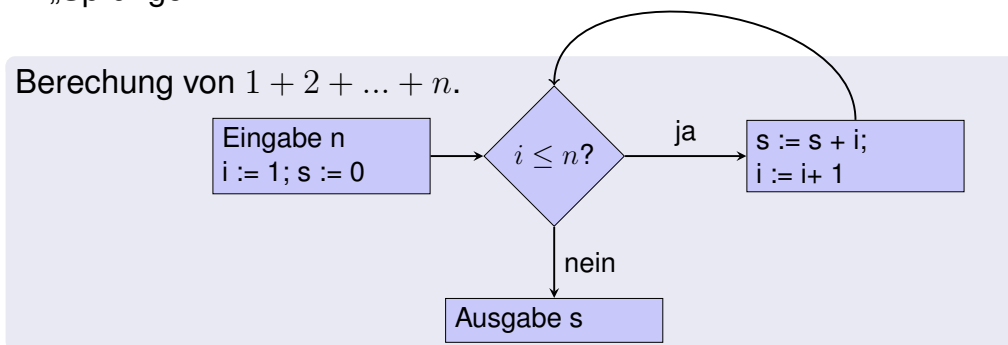 Berechung von 1 + 2 + ... + n.
Eingabe n
i := 1; s := 0
i ≤ n?
ja
s := s + i;
i := i+ 1
nein
Ausgabe s